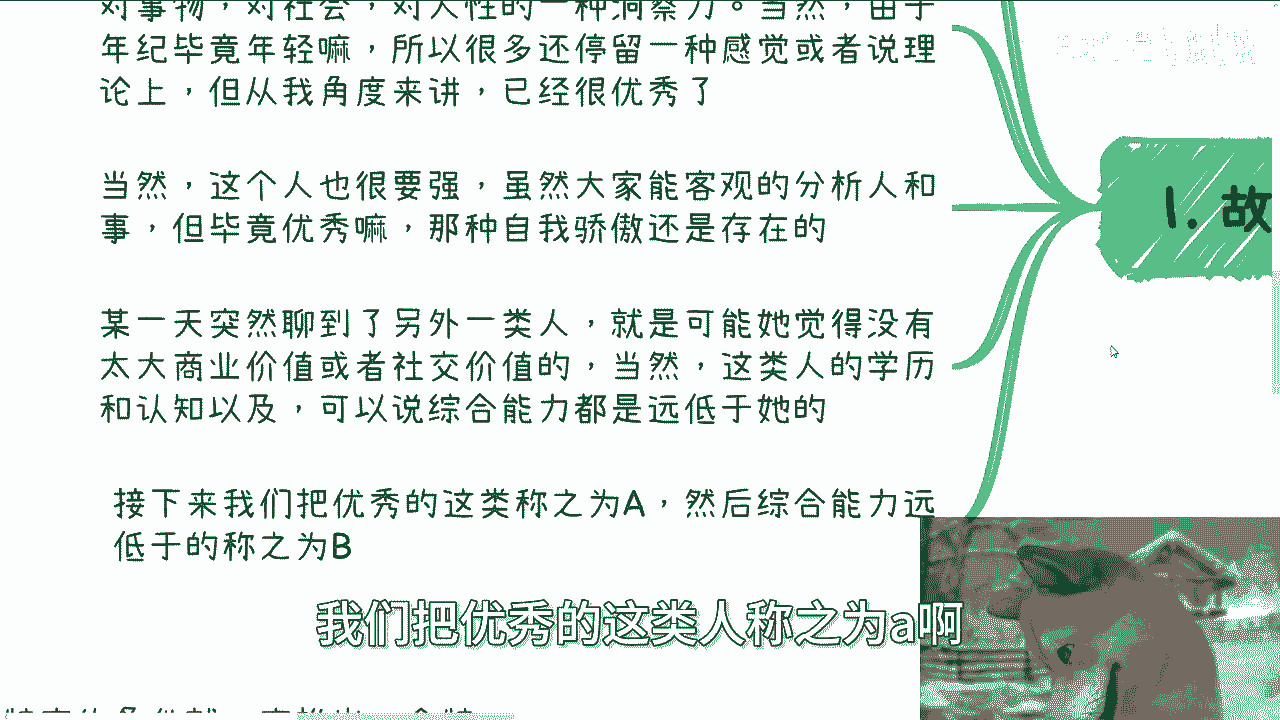 对事物，对社会，对人性的一种洞察力。当然，由于
年纪毕竟年轻嘛，所以很多还停留一种感觉或者说理
论上，但从我角度来讲，已经很优秀了
当然，这个人也很要强，虽然大家能客观的分析人和
事，但毕竟优秀嘛，那种自我骄傲还是存在的
某一天突然聊到了另外一类人，就是可能她觉得没有
太大商业价值或者社交价值的，当然，这类人的学历
和认知以及，可以说综合能力都是远低于她的
接下来我们把优秀的这类称之为A，然后综合能力远
低于的称之为B
1. 故
我们把优秀的这类人称之为a啊